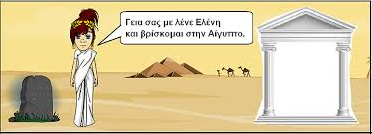 Γεια σας με λένε Ελένη
και βρίσκομαι στην Αίγυπτο.